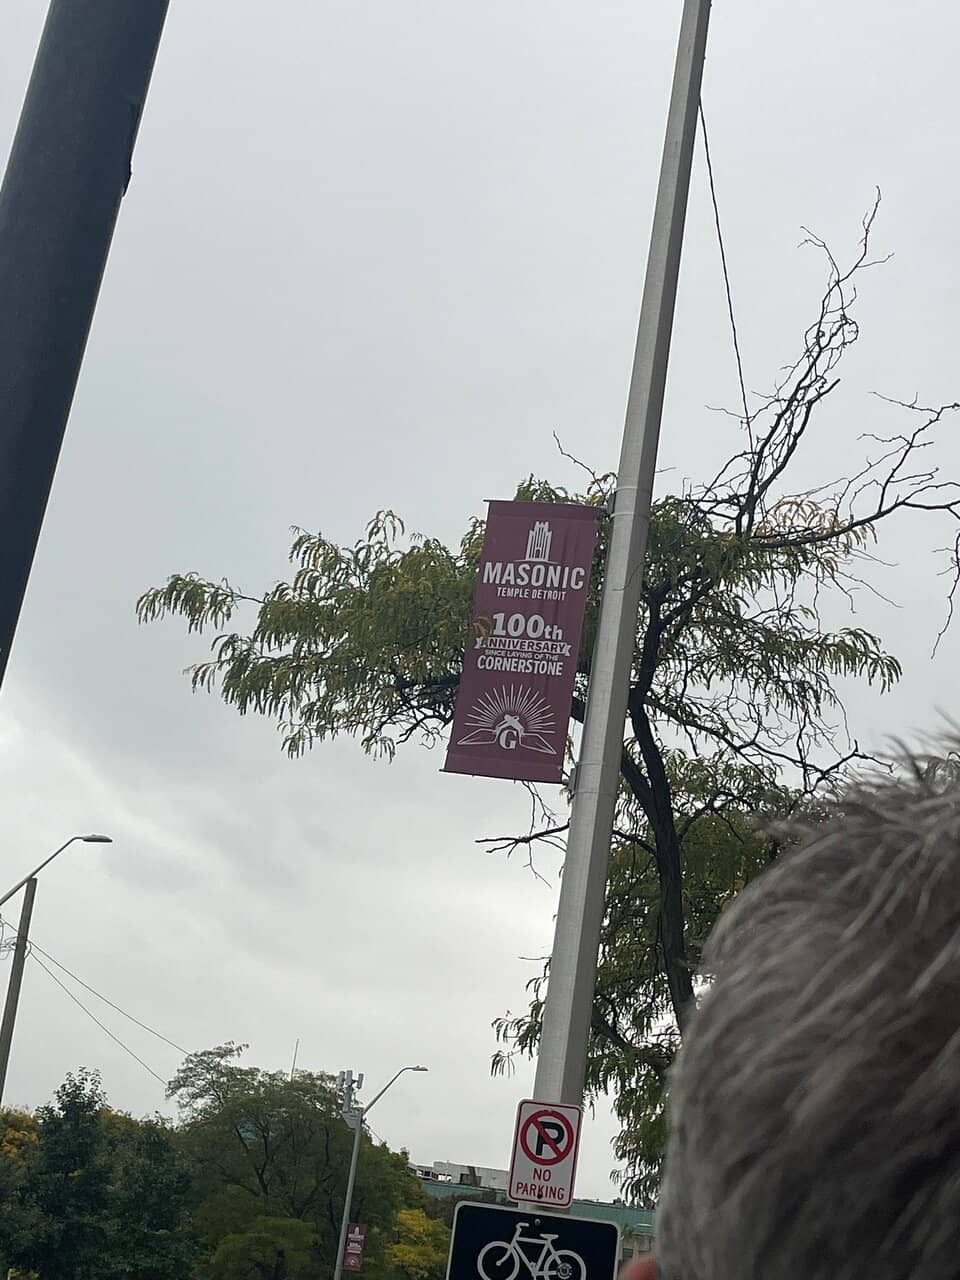 MASONIC
TEMPLE DETROIT
100th
ANNIVERSARY
SINCE LAYING OF THE
CORNERSTONE
G
P
NO
PARKING